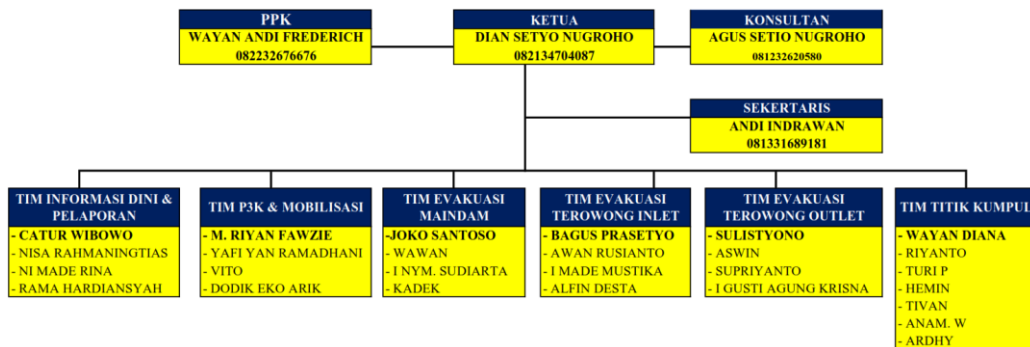 PPK
WAYAN ANDI FREDERICH
082232676676
KETUA
DIAN SETYO NUGROHO
082134704087
KONSULTAN
AGUS SETIO NUGROHO
081232620580
SEKERTARIS
ANDI INDRAWAN
081331689181
TIM INFORMASI DINI &
PELAPORAN
- CATUR WIBOWO
- NISA RAHMANINGTIAS
- NI MADE RINA
- RAMA HARDIANSYAH
TIM P3K & MOBILISASI
- M. RIYAN FAWZIE
- YAFI YAN RAMADHANI
- VITO
- DODIK EKO ARIK
TIM EVAKUASI
MAINDAM
-JOKO SANTOSO
- WAWAN
- I NYM. SUDIARTA
- KADEK
TIM EVAKUASI
TEROWONG INLET
- BAGUS PRASETYO
- AWAN RUSIANTO
- I MADE MUSTIKA
- ALFIN DESTA
TIM EVAKUASI
TEROWONG OUTLET
- SULISTYONO
- ASWIN
- SUPRIYANTO
- I GUSTI AGUNG KRISNA
TIM TITIK KUMPUL
- WAYAN DIANA
- RIYANTO
- TURI P
- HEMIN
- TIVAN
- ANAM. W
- ARDHY